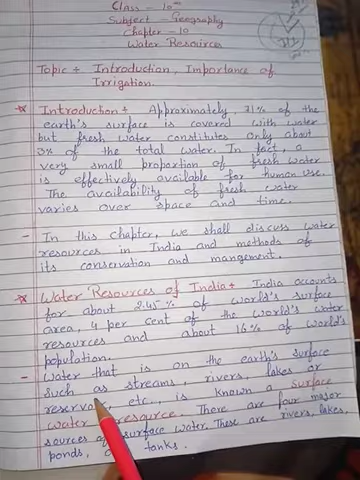 Class - 10th
Subject - Geography
Chapter - 10
Water Resources
Topic ÷ Introduction, Importance of
Irrigation.
Introduction ÷ Approximately, 71% of the
earth's surface is covered with water
but fresh water constitutes only about
3% of the total water. In fact, a
very small proportion of fresh water
is effectively available for human use.
The availability of fresh water
varies over space and time.
- In this chapter, we shall discuss water
resources in India and methods of
its conservation and mangement.
Water Resources of India ÷ India accounts
for about 2.45% of world's surface
area, 4 per cent of the world's water
resources and about 16% of world's
population.
- Water that is on the earth's surface
such as streams, rivers, lakes or
reservoir, etc., is known a surface
water resource. There are four major
sources of surface water. These are rivers, lakes,
ponds, tanks.